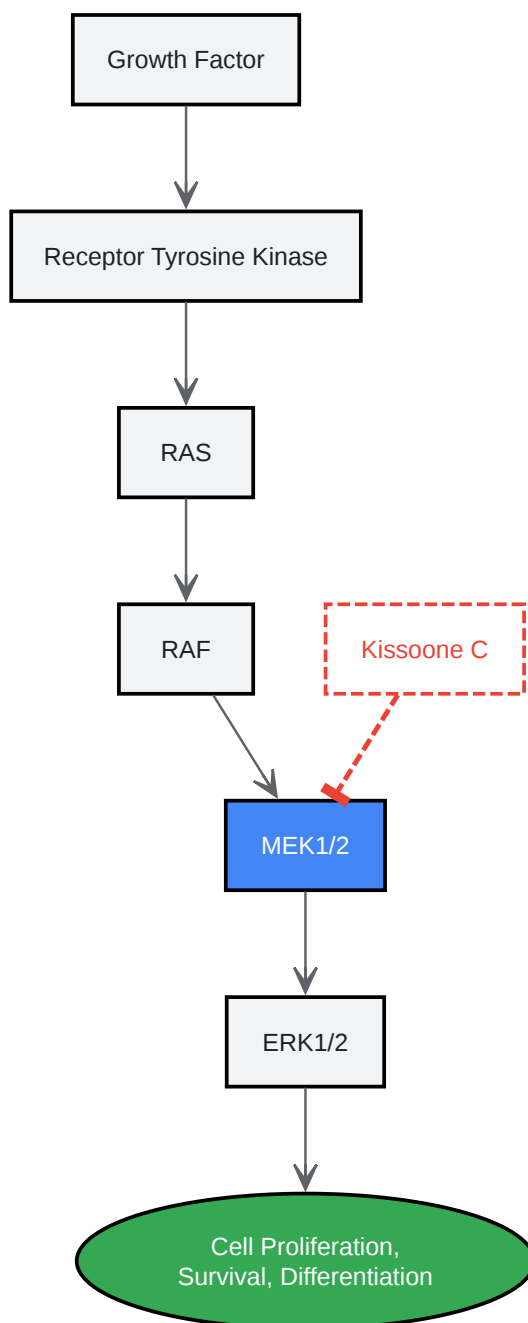 Growth Factor
Receptor Tyrosine Kinase
RAS
RAF
Kissoone C
MEK1/2
ERK1/2
Cell Proliferation,
Survival, Differentiation